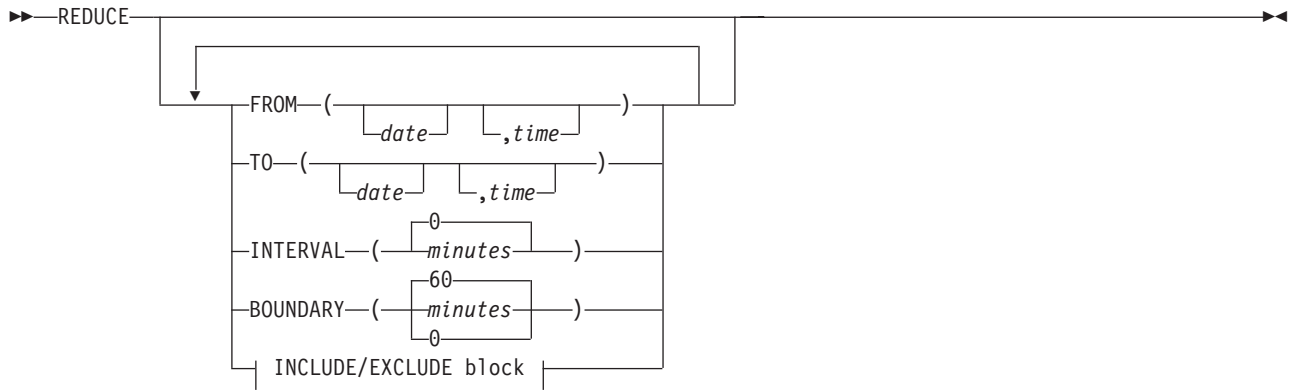 REDUCE
FROM ( date ,time )
TO ( date ,time )
0
INTERVAL ( minutes )
60
BOUNDARY ( minutes )
0
INCLUDE/EXCLUDE block